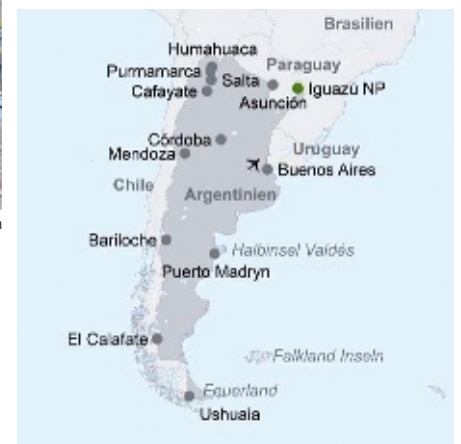 Brasilien
Humahuaca
Purmamarca
Paraguay
Salta
Cafayate
Iguazú NP
Asunción
Córdoba
Uruguay
Mendoza
Buenos Aires
Chile
Argentinien
Bariloche
Halbinsel Valdés
Puerto Madryn
El Calafate
Falkland Inseln
Feuerland
Ushuaia